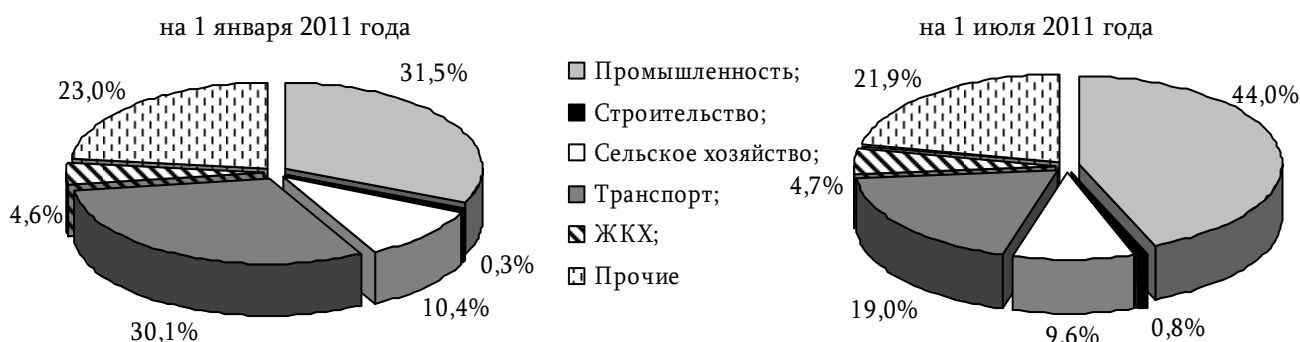 на 1 января 2011 года
на 1 июля 2011 года
31,5%
23,0%
4,6%
30,1%
10,4%
0,3%
Промышленность;
Строительство;
Сельское хозяйство;
Транспорт;
ЖКХ;
Прочие
21,9%
44,0%
4,7%
19,0%
9,6%
0,8%